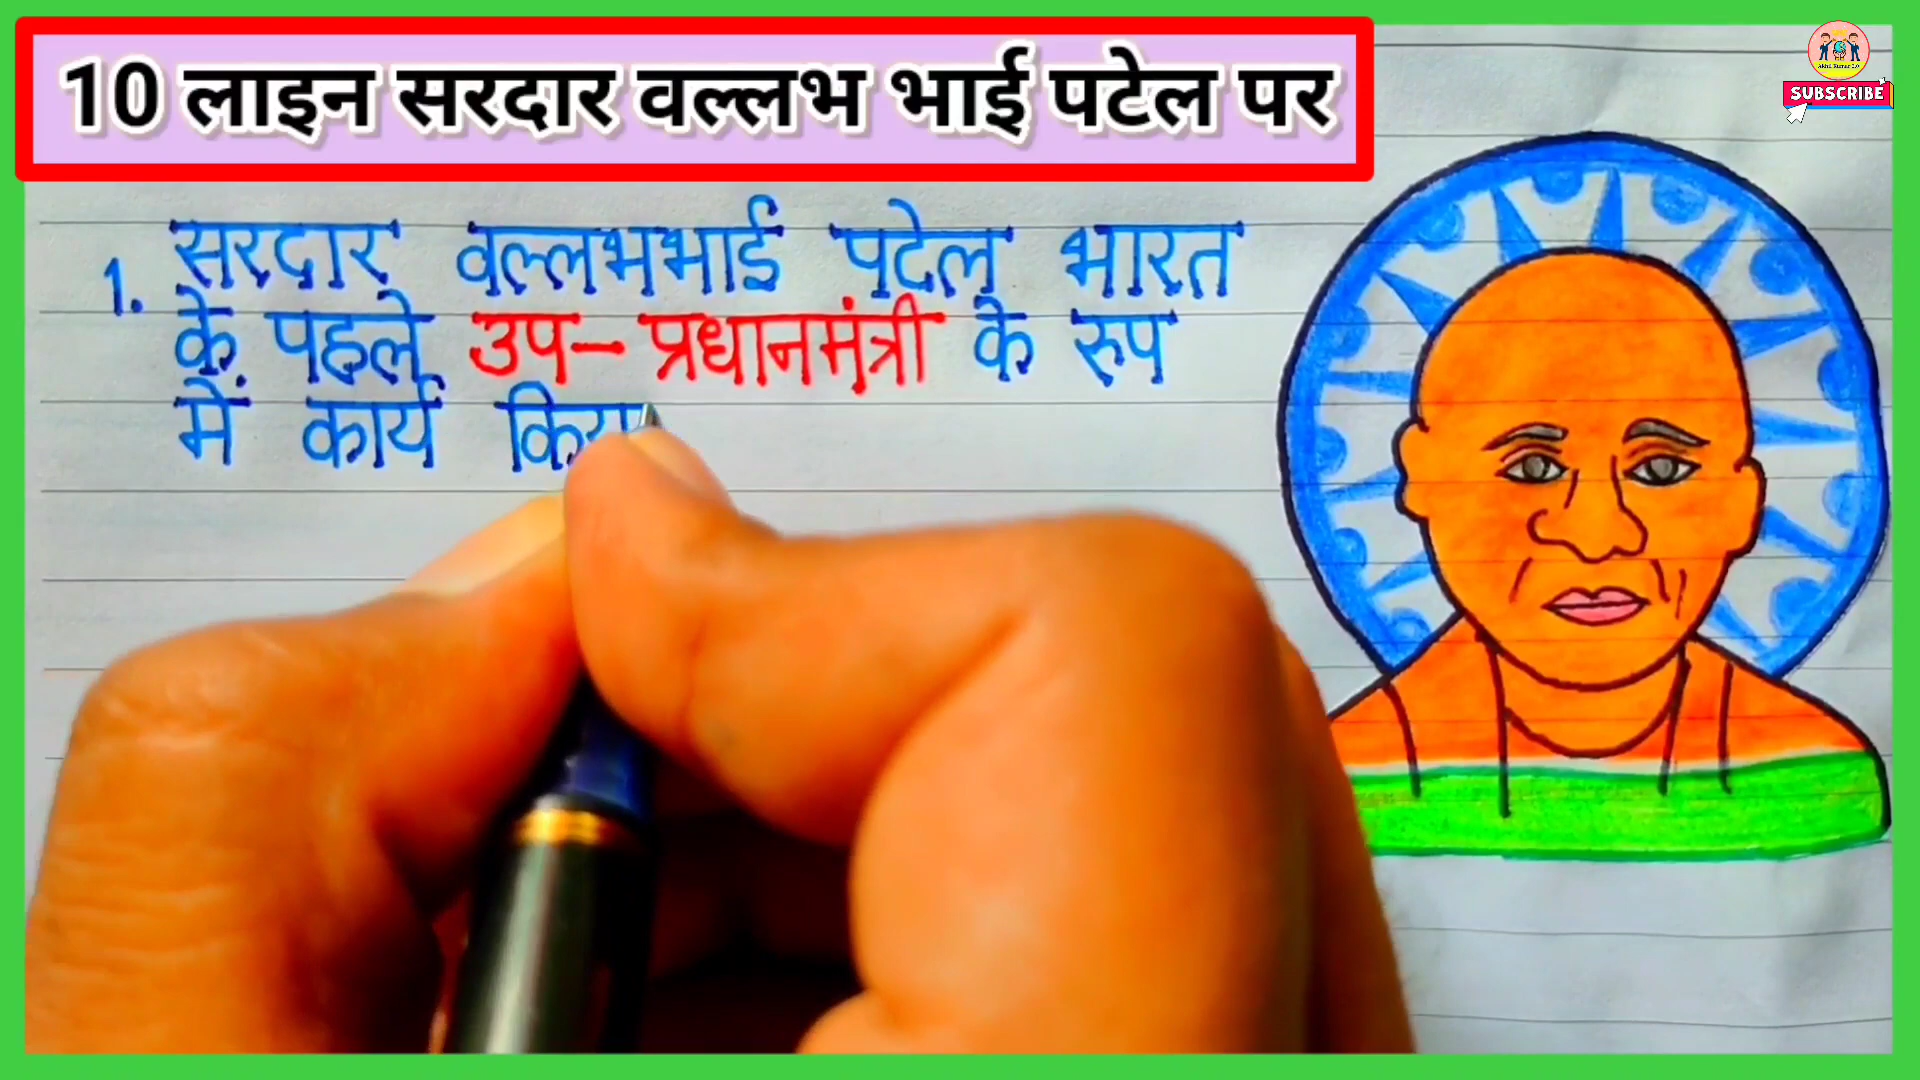 10 लाइन सरदार वल्लभ भाई पटेल पर
SUBSCRIBE
1. सरदार वल्लभभाई पटेल भारत
के पहले उप- प्रधानमंत्री के रुप
में कार्य